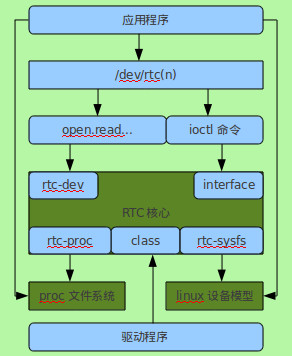 应用程序
/dev/rtc(n)
open.read... ioctl 命令
rtc-dev interface
RTC 核心
rtc-proc class rtc-sysfs
proc 文件系统 linux 设备模型
驱动程序